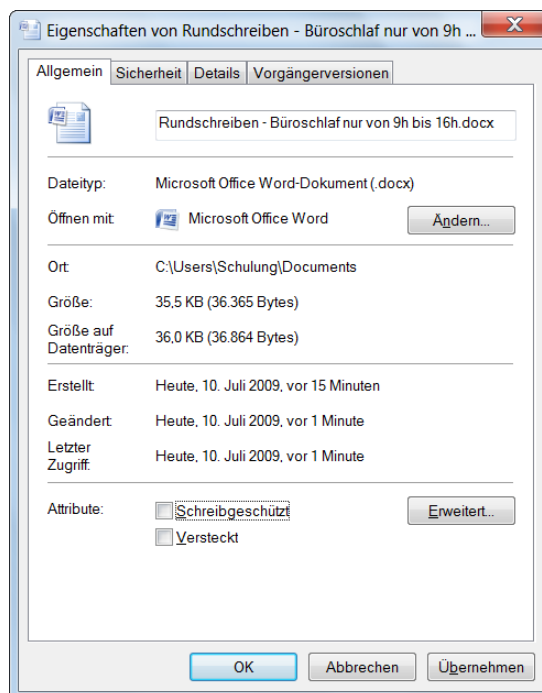 Eigenschaften von Rundschreiben - Büroschlaf nur von 9h ...
X
Allgemein Sicherheit Details Vorgängerversionen
Rundschreiben - Büroschlaf nur von 9h bis 16h.docx
Dateityp: Microsoft Office Word-Dokument (.docx)
Öffnen mit: Microsoft Office Word Ändern...
Ort: C:\Users\Schulung\Documents
Größe: 35,5 KB (36.365 Bytes)
Größe auf
Datenträger: 36,0 KB (36.864 Bytes)
Erstellt: Heute, 10. Juli 2009, vor 15 Minuten
Geändert: Heute, 10. Juli 2009, vor 1 Minute
Letzter
Zugriff: Heute, 10. Juli 2009, vor 1 Minute
Attribute: Schreibgeschützt Erweitert...
Versteckt
OK Abbrechen Übernehmen